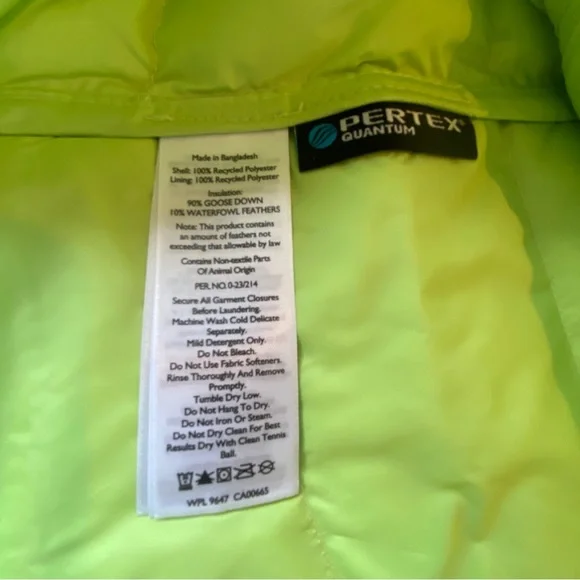 PERTEX®
QUANTUM
Made in Bangladesh
Shell: 100% Recycled Polyester
Lining: 100% Recycled Polyester
Insulation:
90% GOOSE DOWN
10% WATERFOWL FEATHERS
Note: This product contains
an amount of feathers not
exceeding that allowable by law
Contains Non-textile Parts
Of Animal Origin
PER. NO. 0-23/214
Secure All Garment Closures
Before Laundering.
Machine Wash Cold Delicate
Separately.
Mild Detergent Only.
Do Not Bleach.
Do Not Use Fabric Softeners.
Rinse Thoroughly And Remove
Promptly.
Tumble Dry Low.
Do Not Hang To Dry.
Do Not Iron Or Steam.
Do Not Dry Clean For Best
Results Dry With Clean Tennis
Ball.
WPL 9647 CA00665